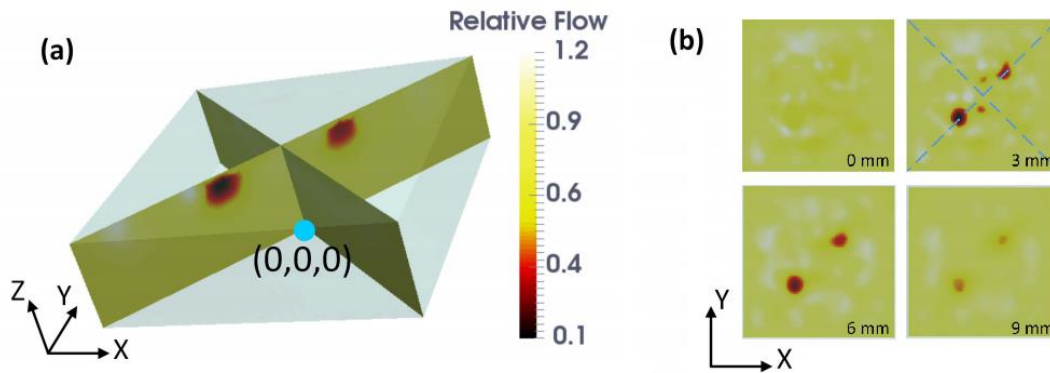 (a)
Relative Flow
1.2
0.9
0.6
0.4
0.1
(0,0,0)
Z
Y
X
(b)
0 mm
3 mm
6 mm
9 mm
Y
X